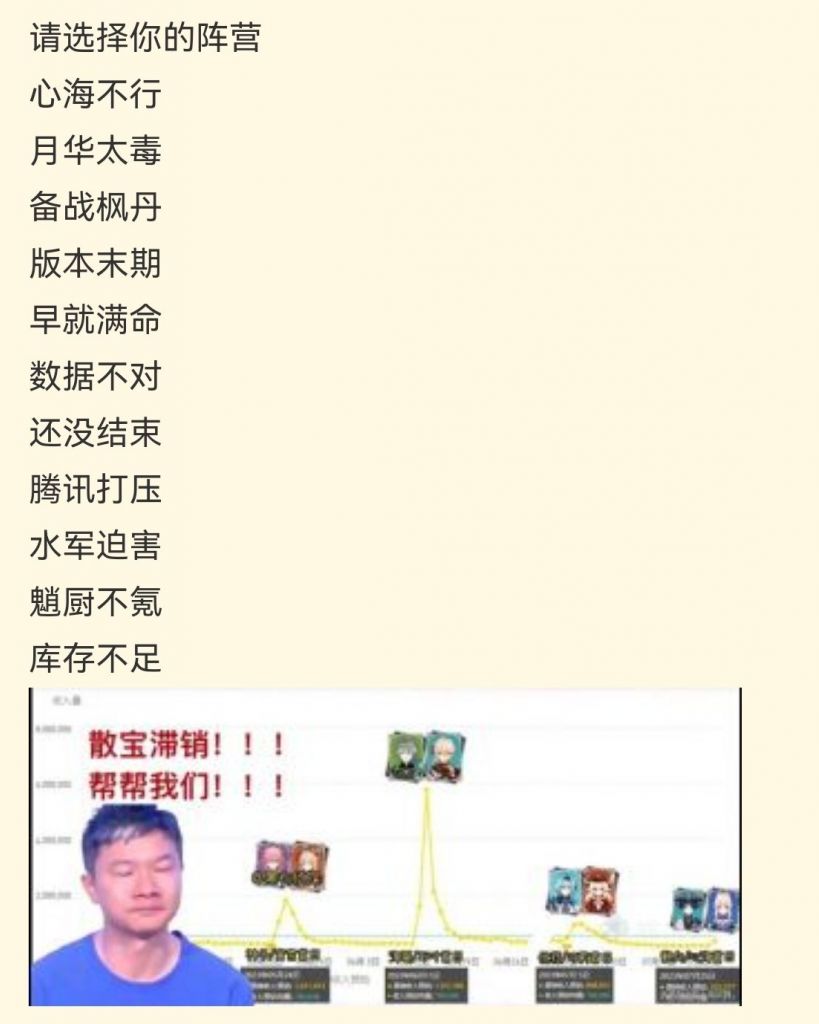 请选择你的阵营
心海不行
月华太毒
备战枫丹
版本末期
早就满命
数据不对
还没结束
腾讯打压
水军迫害
魈厨不氪
库存不足
收入量
散宝滞销！！！
帮帮我们！！！